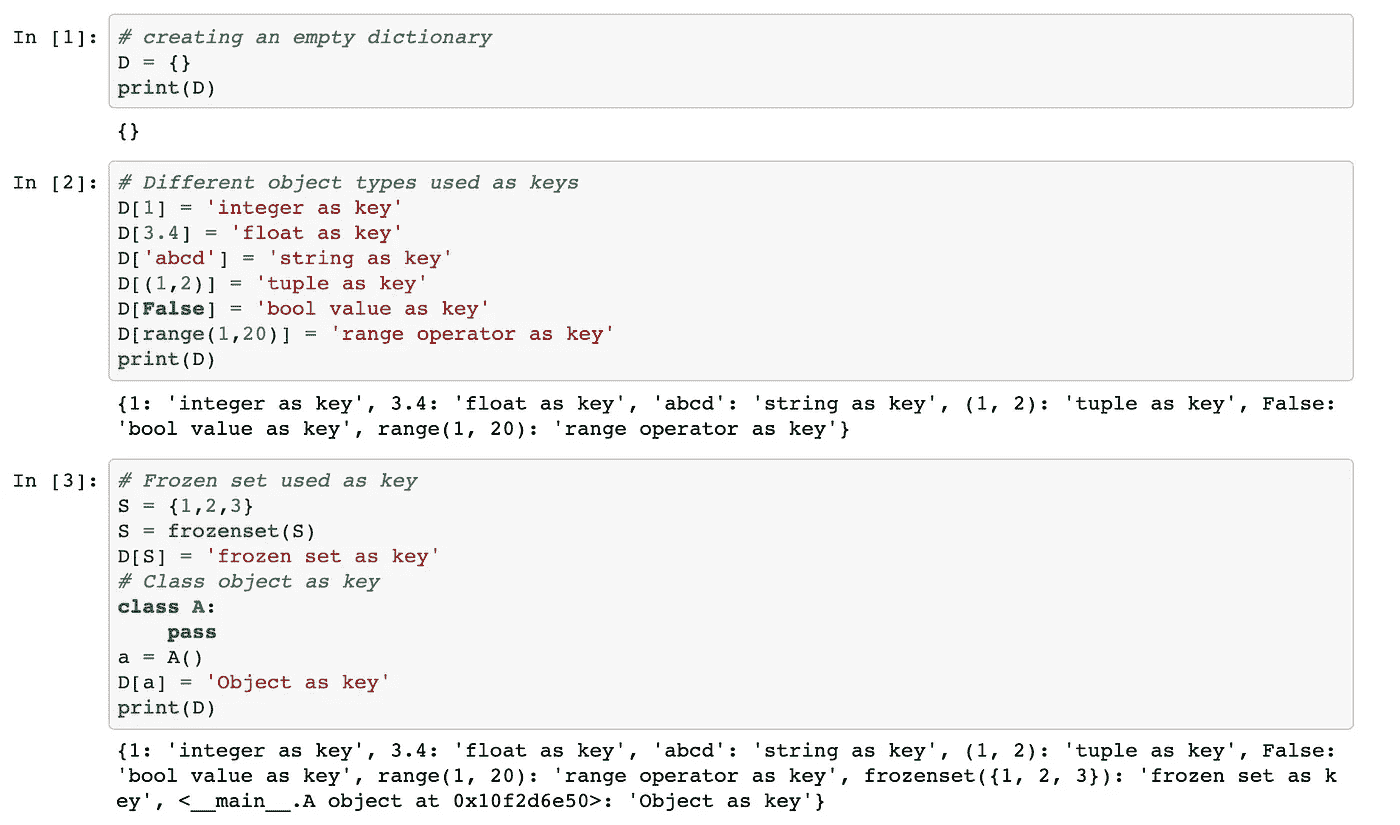 In [1]: # creating an empty dictionary
D = {}
print(D)
{}
In [2]: # Different object types used as keys
D[1] = 'integer as key'
D[3.4] = 'float as key'
D['abcd'] = 'string as key'
D[(1,2)] = 'tuple as key'
D[False] = 'bool value as key'
D[range(1,20)] = 'range operator as key'
print(D)
{1: 'integer as key', 3.4: 'float as key', 'abcd': 'string as key', (1, 2): 'tuple as key', False:
'bool value as key', range(1, 20): 'range operator as key'}
In [3]: # Frozen set used as key
S = {1,2,3}
S = frozenset(S)
D[S] = 'frozen set as key'
# Class object as key
class A:
    pass
a = A()
D[a] = 'Object as key'
print(D)
{1: 'integer as key', 3.4: 'float as key', 'abcd': 'string as key', (1, 2): 'tuple as key', False:
'bool value as key', range(1, 20): 'range operator as key', frozenset({1, 2, 3}): 'frozen set as k
ey', <__main__.A object at 0x10f2d6e50>: 'Object as key'}